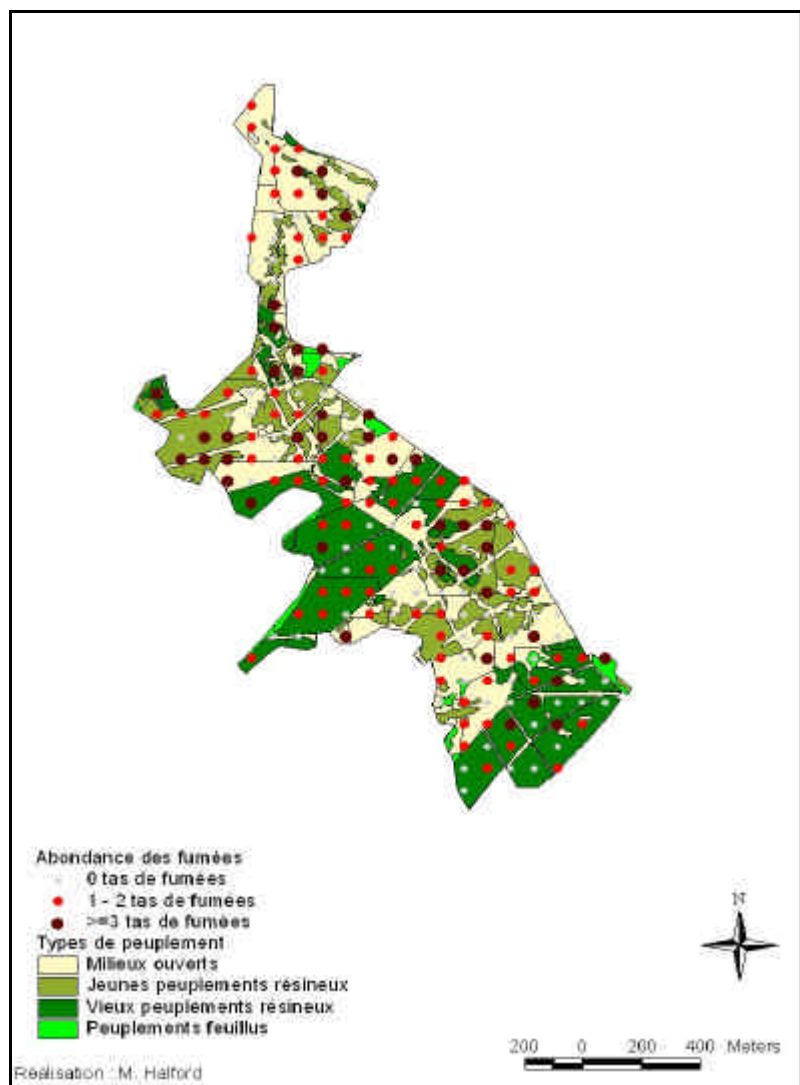 Abondance des fumées
0 tas de fumées
1 - 2 tas de fumées
>=3 tas de fumées
Types de peuplement
Milieux ouverts
Jeunes peuplements résineux
Vieux peuplements résineux
Peuplements feuillus
N
200 0 200 400 Meters
Réalisation : M. Halford